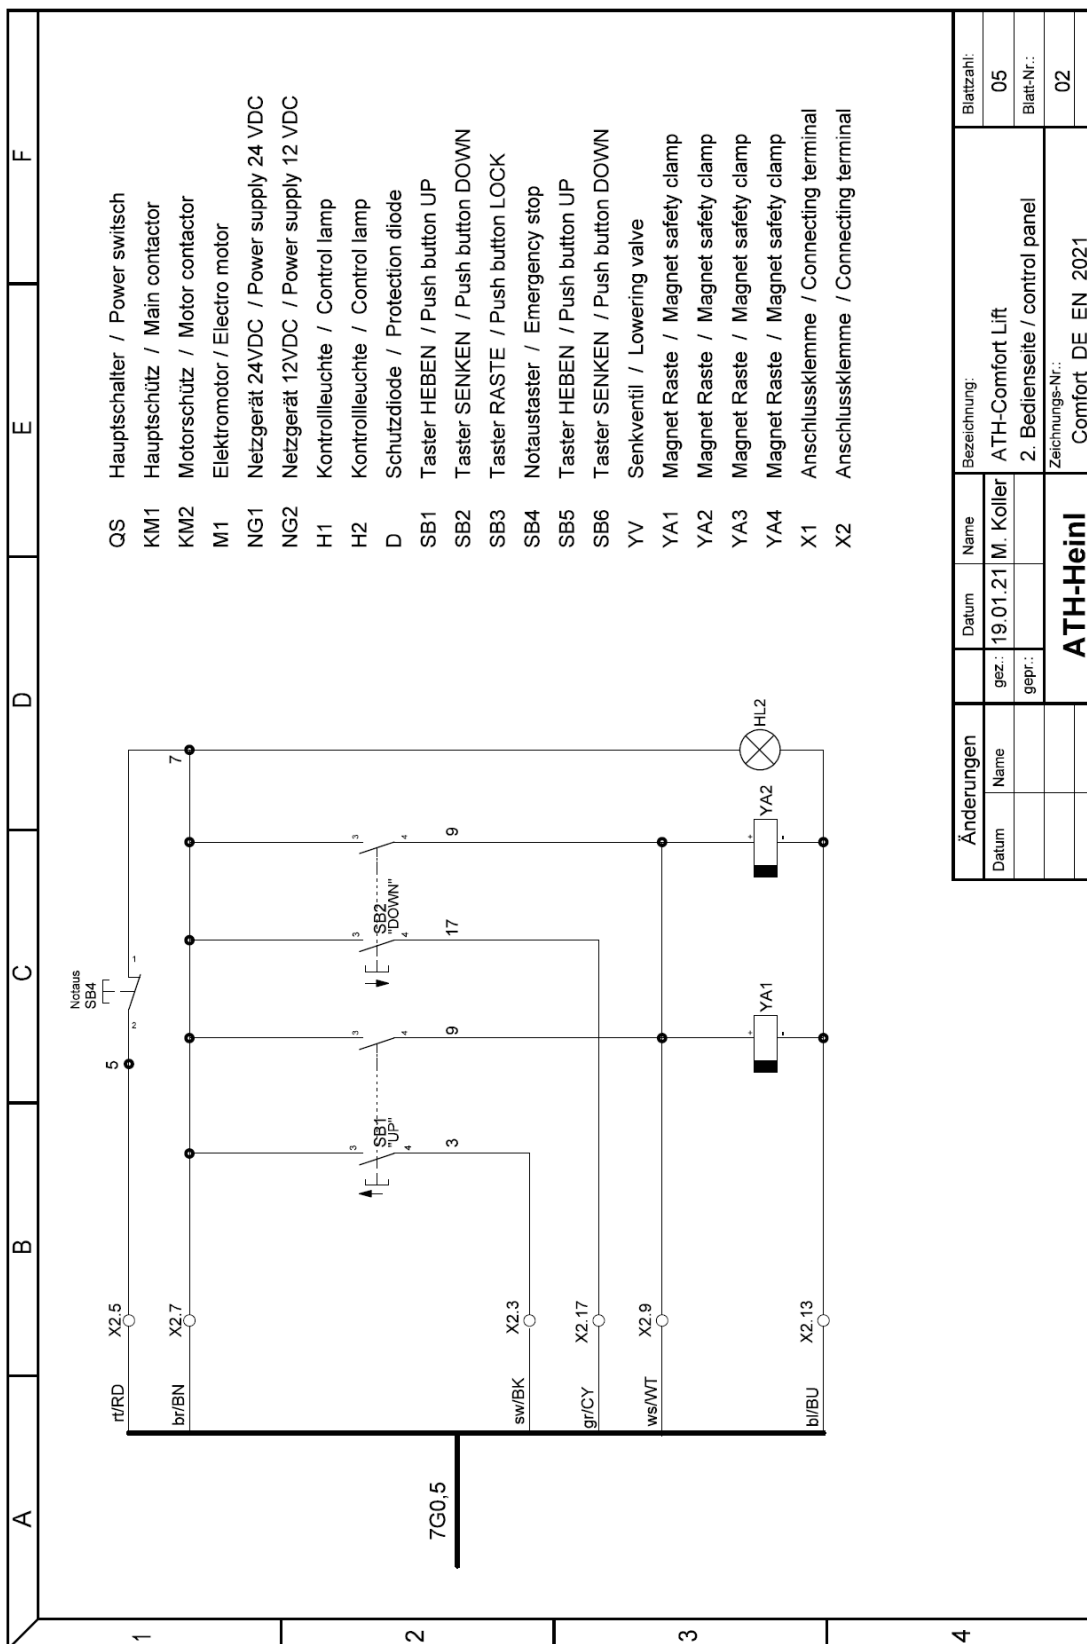 A
B
C
D
E
F
1
2
3
4
7G0,5
rt/RD
br/BN
sw/BK
gr/CY
ws/WT
bl/BU
X2.5
X2.7
X2.3
X2.17
X2.9
X2.13
Notaus
SB4
2
1
5
7
3
SB1
"UP"
4
3
3
4
9
3
SB2
"DOWN"
4
17
3
4
9
+
YA1
-
+
YA2
-
HL2
QS Hauptschalter / Power switsch
KM1 Hauptschütz / Main contactor
KM2 Motorschütz / Motor contactor
M1 Elektromotor / Electro motor
NG1 Netzgerät 24VDC / Power supply 24 VDC
NG2 Netzgerät 12VDC / Power supply 12 VDC
H1 Kontrollleuchte / Control lamp
H2 Kontrollleuchte / Control lamp
D Schutzdiode / Protection diode
SB1 Taster HEBEN / Push button UP
SB2 Taster SENKEN / Push button DOWN
SB3 Taster RASTE / Push button LOCK
SB4 Notaustaster / Emergency stop
SB5 Taster HEBEN / Push button UP
SB6 Taster SENKEN / Push button DOWN
YV Senkventil / Lowering valve
YA1 Magnet Raste / Magnet safety clamp
YA2 Magnet Raste / Magnet safety clamp
YA3 Magnet Raste / Magnet safety clamp
YA4 Magnet Raste / Magnet safety clamp
X1 Anschlussklemme / Connecting terminal
X2 Anschlussklemme / Connecting terminal
Änderungen
Datum Name
Datum Name
gez.: 19.01.21 M. Koller
gepr.:
ATH-Heinl
Bezeichnung:
ATH-Comfort Lift
2. Bedienseite / control panel
Zeichnungs-Nr.:
Comfort DE EN 2021
Blattzahl:
05
Blatt-Nr.:
02